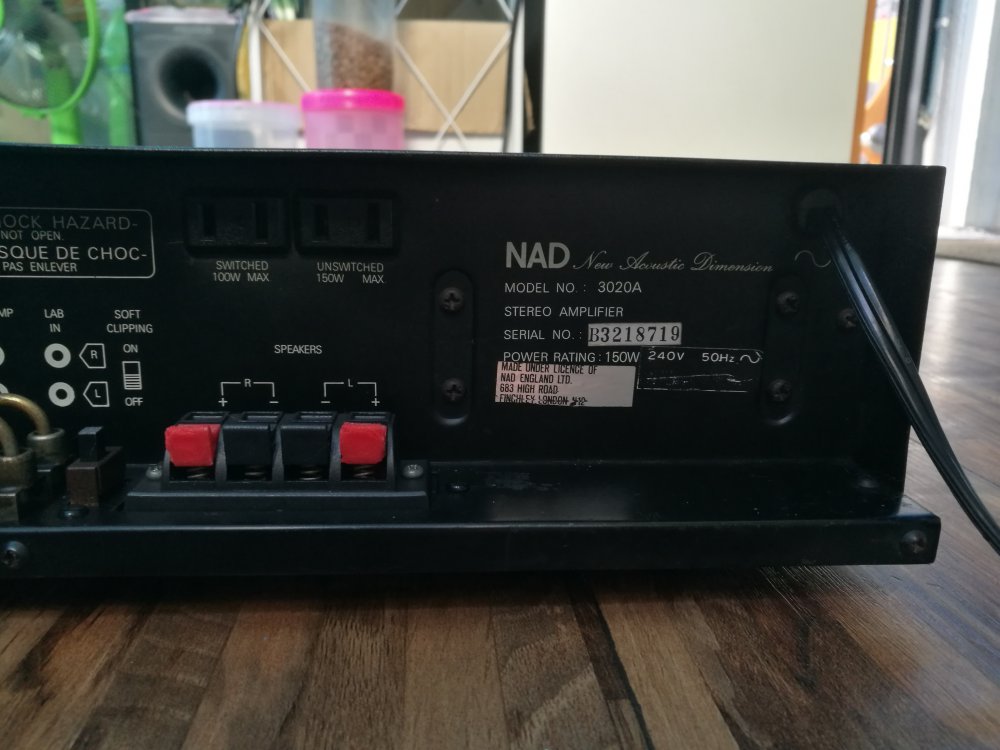 OCK HAZARD-
NOT OPEN
SQUE DE CHOC-
PAS ENLEVER
SWITCHED
100W MAX
UNSWITCHED
150W MAX
MP
LAB
IN
SOFT
CLIPPING
R
ON
L
OFF
SPEAKERS
R
L
+ - - +
NAD New Acoustic Dimension
MODEL NO. : 3020A
STEREO AMPLIFIER
SERIAL NO. : B3218719
POWER RATING : 150W 240V 50Hz ~
MADE UNDER LICENCE OF
NAD ENGLAND LTD.
683 HIGH ROAD
FINCHLEY LONDON N12